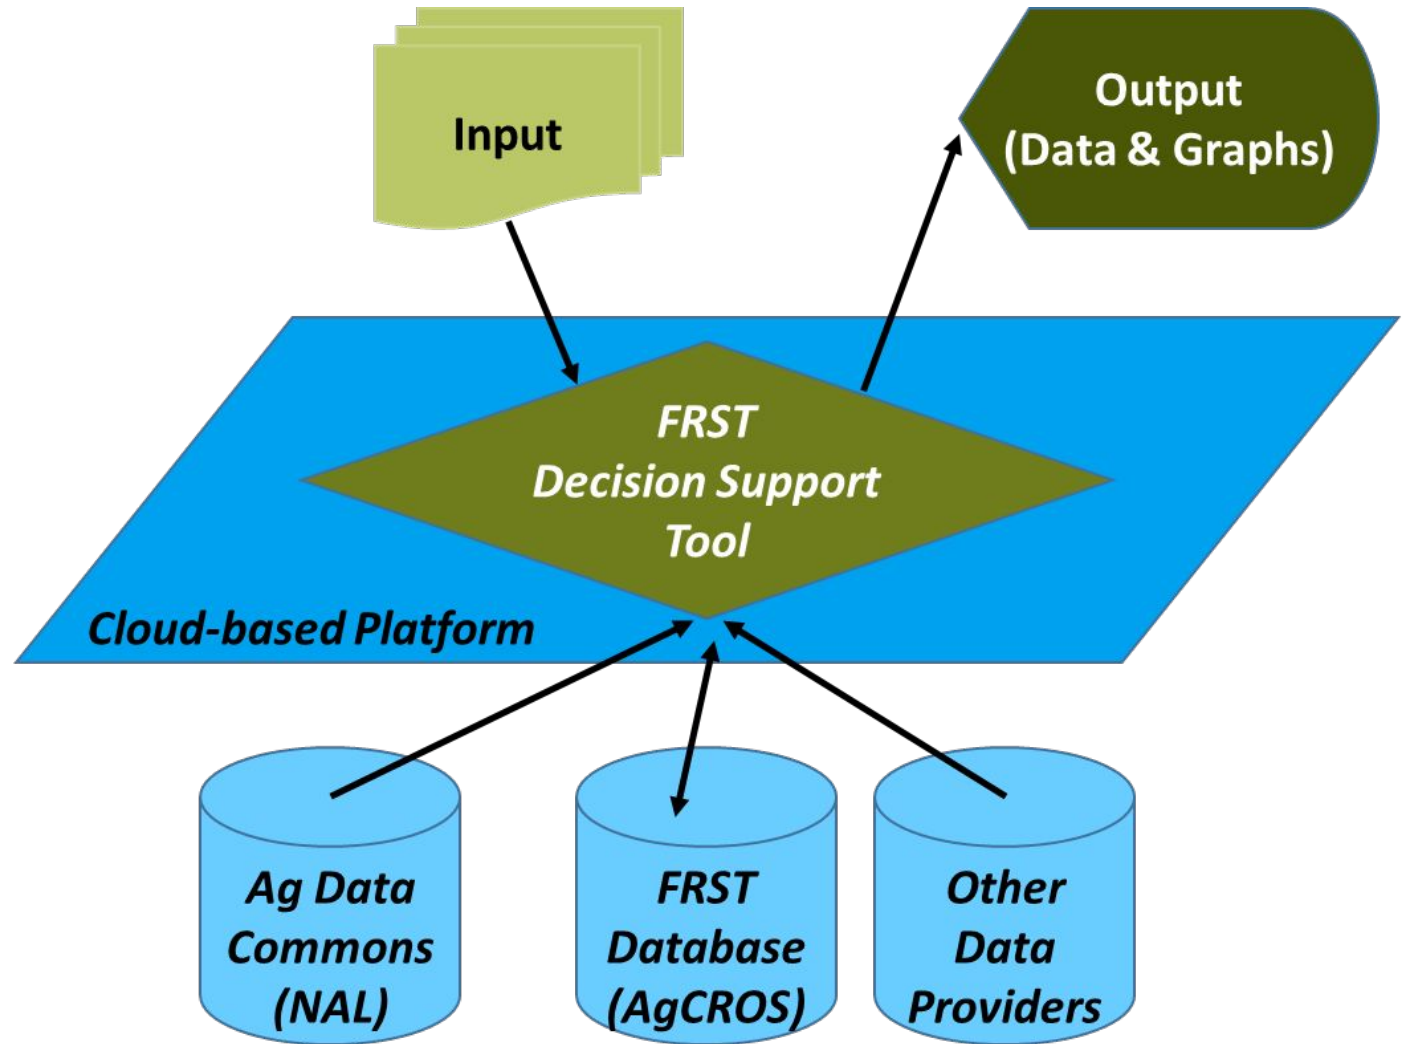 Input
Output
(Data & Graphs)
FRST
Decision Support
Tool
Cloud-based Platform
Ag Data
Commons
(NAL)
FRST
Database
(AgCROS)
Other
Data
Providers